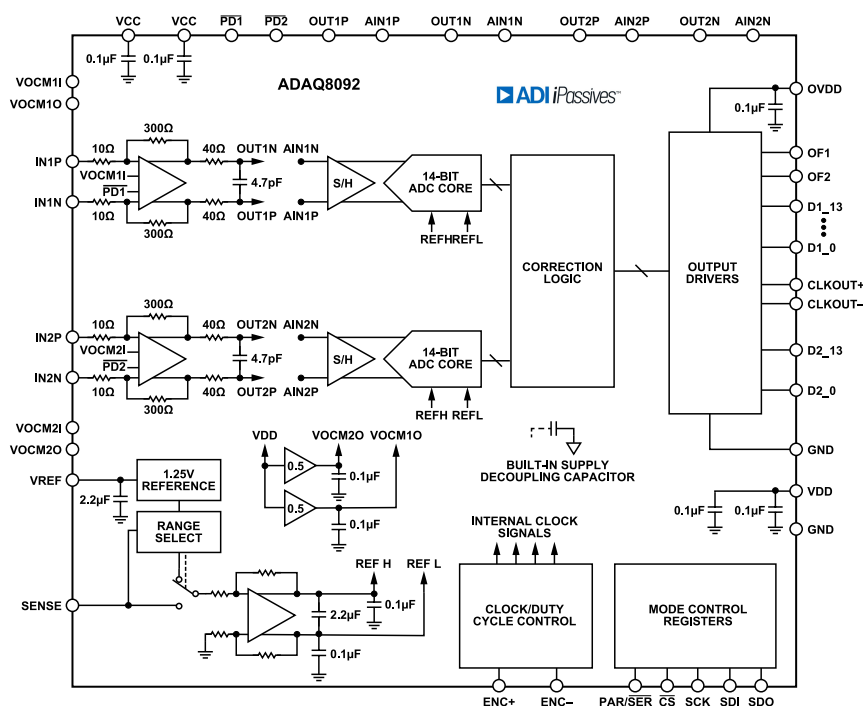 VCC VCC PD1 PD2 OUT1P AIN1P OUT1N AIN1N OUT2P AIN2P OUT2N AIN2N
0.1µF 0.1µF
ADAQ8092
ADI iPassives™
VOCM1I
VOCM1O
OVDD
0.1µF
300Ω
10Ω 40Ω OUT1N AIN1N
IN1P
VOCM1I
PD1
4.7pF
S/H
14-BIT
ADC CORE
IN1N
10Ω 40Ω OUT1P AIN1P
300Ω
REFH REFL
CORRECTION
LOGIC
OUTPUT
DRIVERS
OF1
OF2
D1_13
D1_0
CLKOUT+
CLKOUT–
D2_13
D2_0
GND
300Ω
10Ω 40Ω OUT2N AIN2N
IN2P
VOCM2I
PD2
4.7pF
S/H
14-BIT
ADC CORE
IN2N
10Ω 40Ω OUT2P AIN2P
300Ω
REFH REFL
VOCM2I
VOCM2O
VREF
2.2µF
1.25V
REFERENCE
RANGE
SELECT
SENSE
VDD VOCM2O VOCM1O
0.5
0.1µF
0.5
0.1µF
BUILT-IN SUPPLY
DECOUPLING CAPACITOR
VDD
0.1µF 0.1µF
GND
REF H REF L
2.2µF
0.1µF
0.1µF
INTERNAL CLOCK
SIGNALS
CLOCK/DUTY
CYCLE CONTROL
MODE CONTROL
REGISTERS
ENC+ ENC– PAR/SER CS SCK SDI SDO